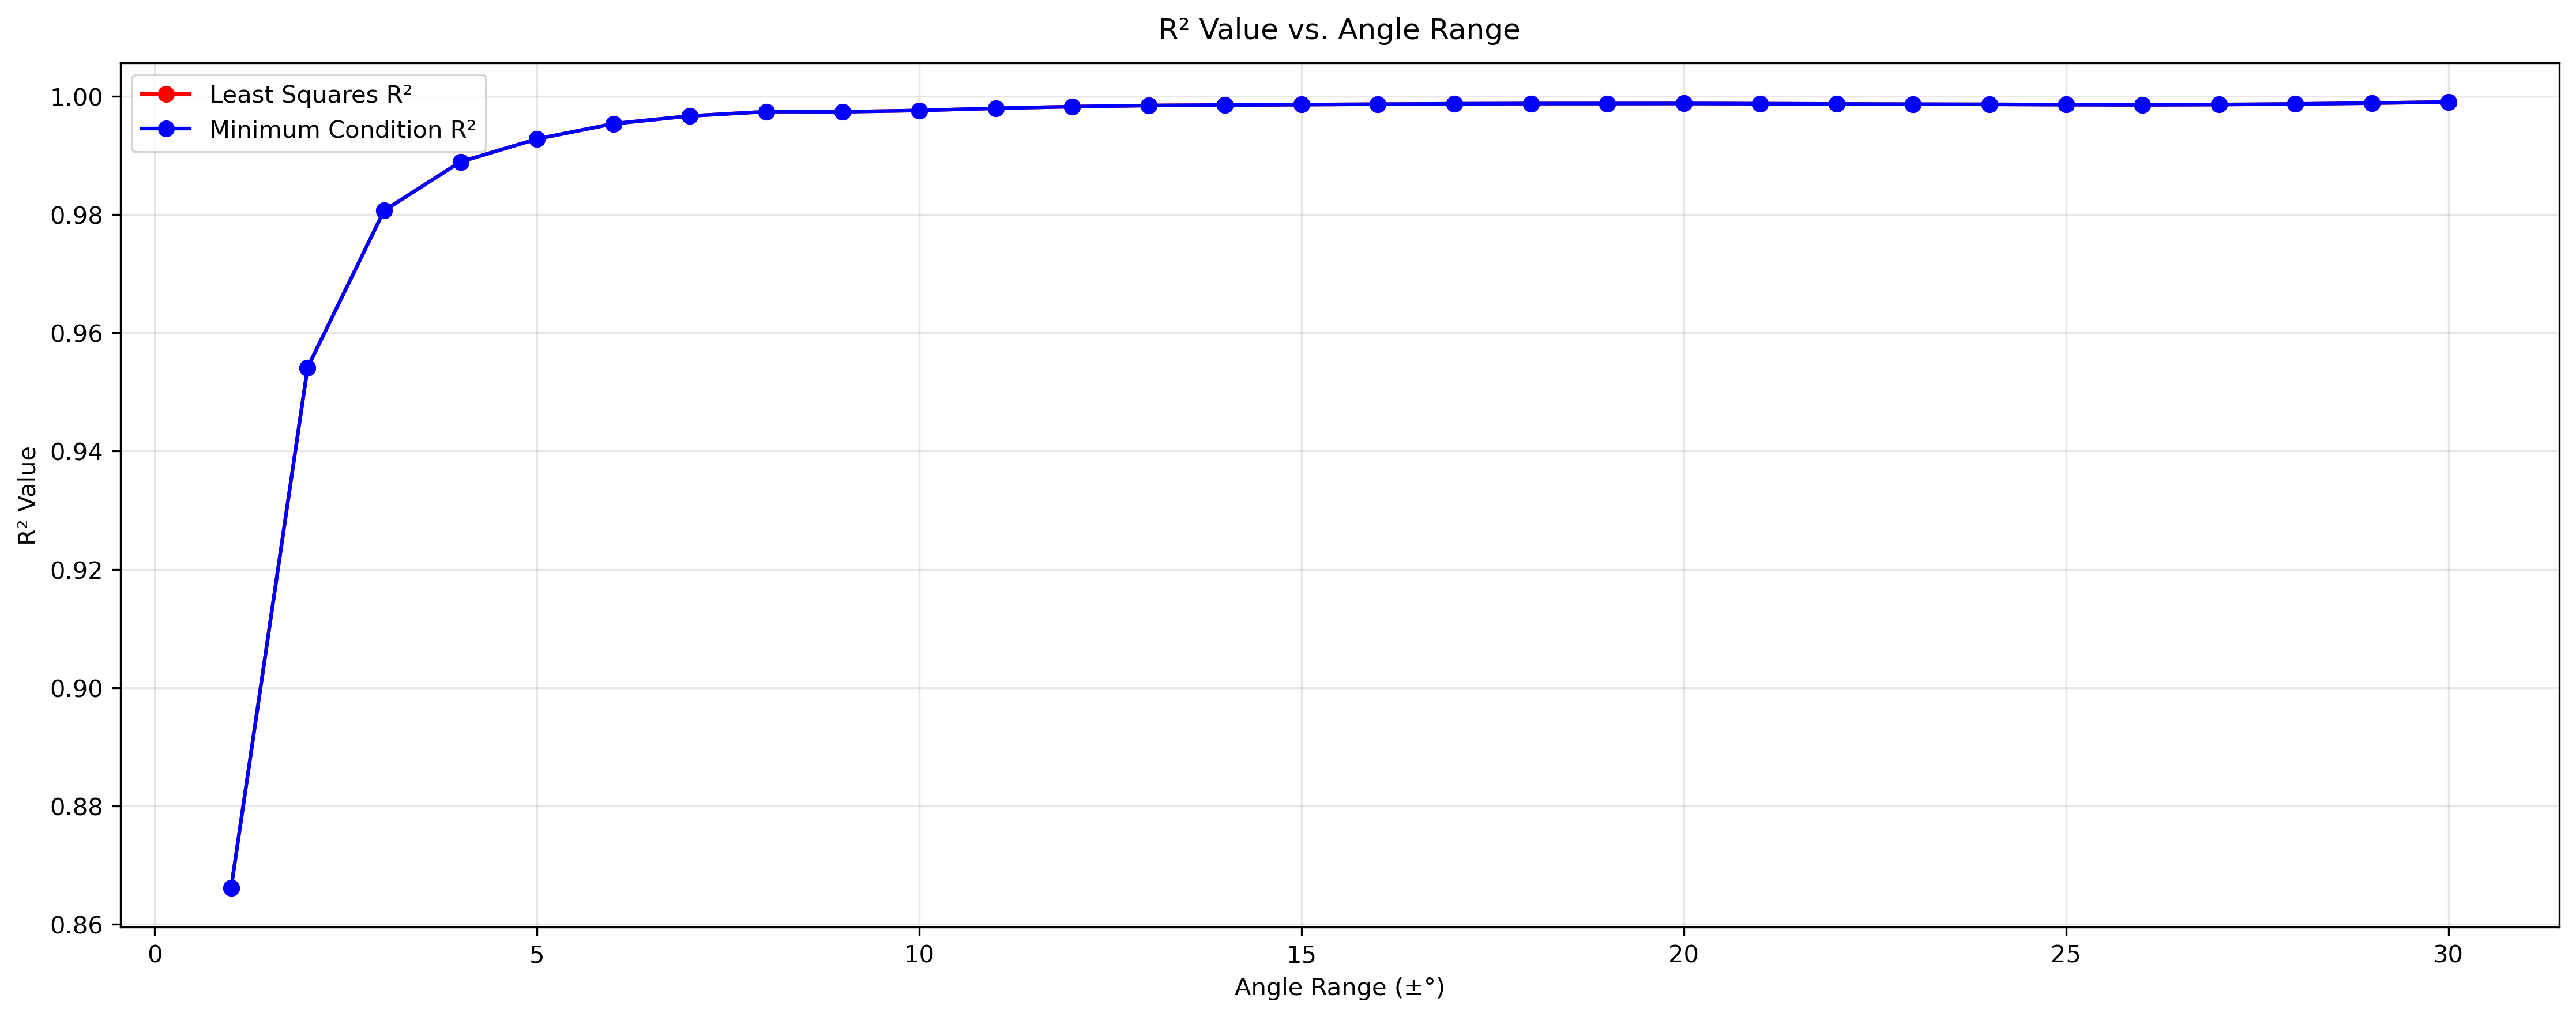 R² Value vs. Angle Range
Least Squares R²
Minimum Condition R²
1.00
0.98
0.96
0.94
0.92
0.90
0.88
0.86
R² Value
0 5 10 15 20 25 30
Angle Range (±°)